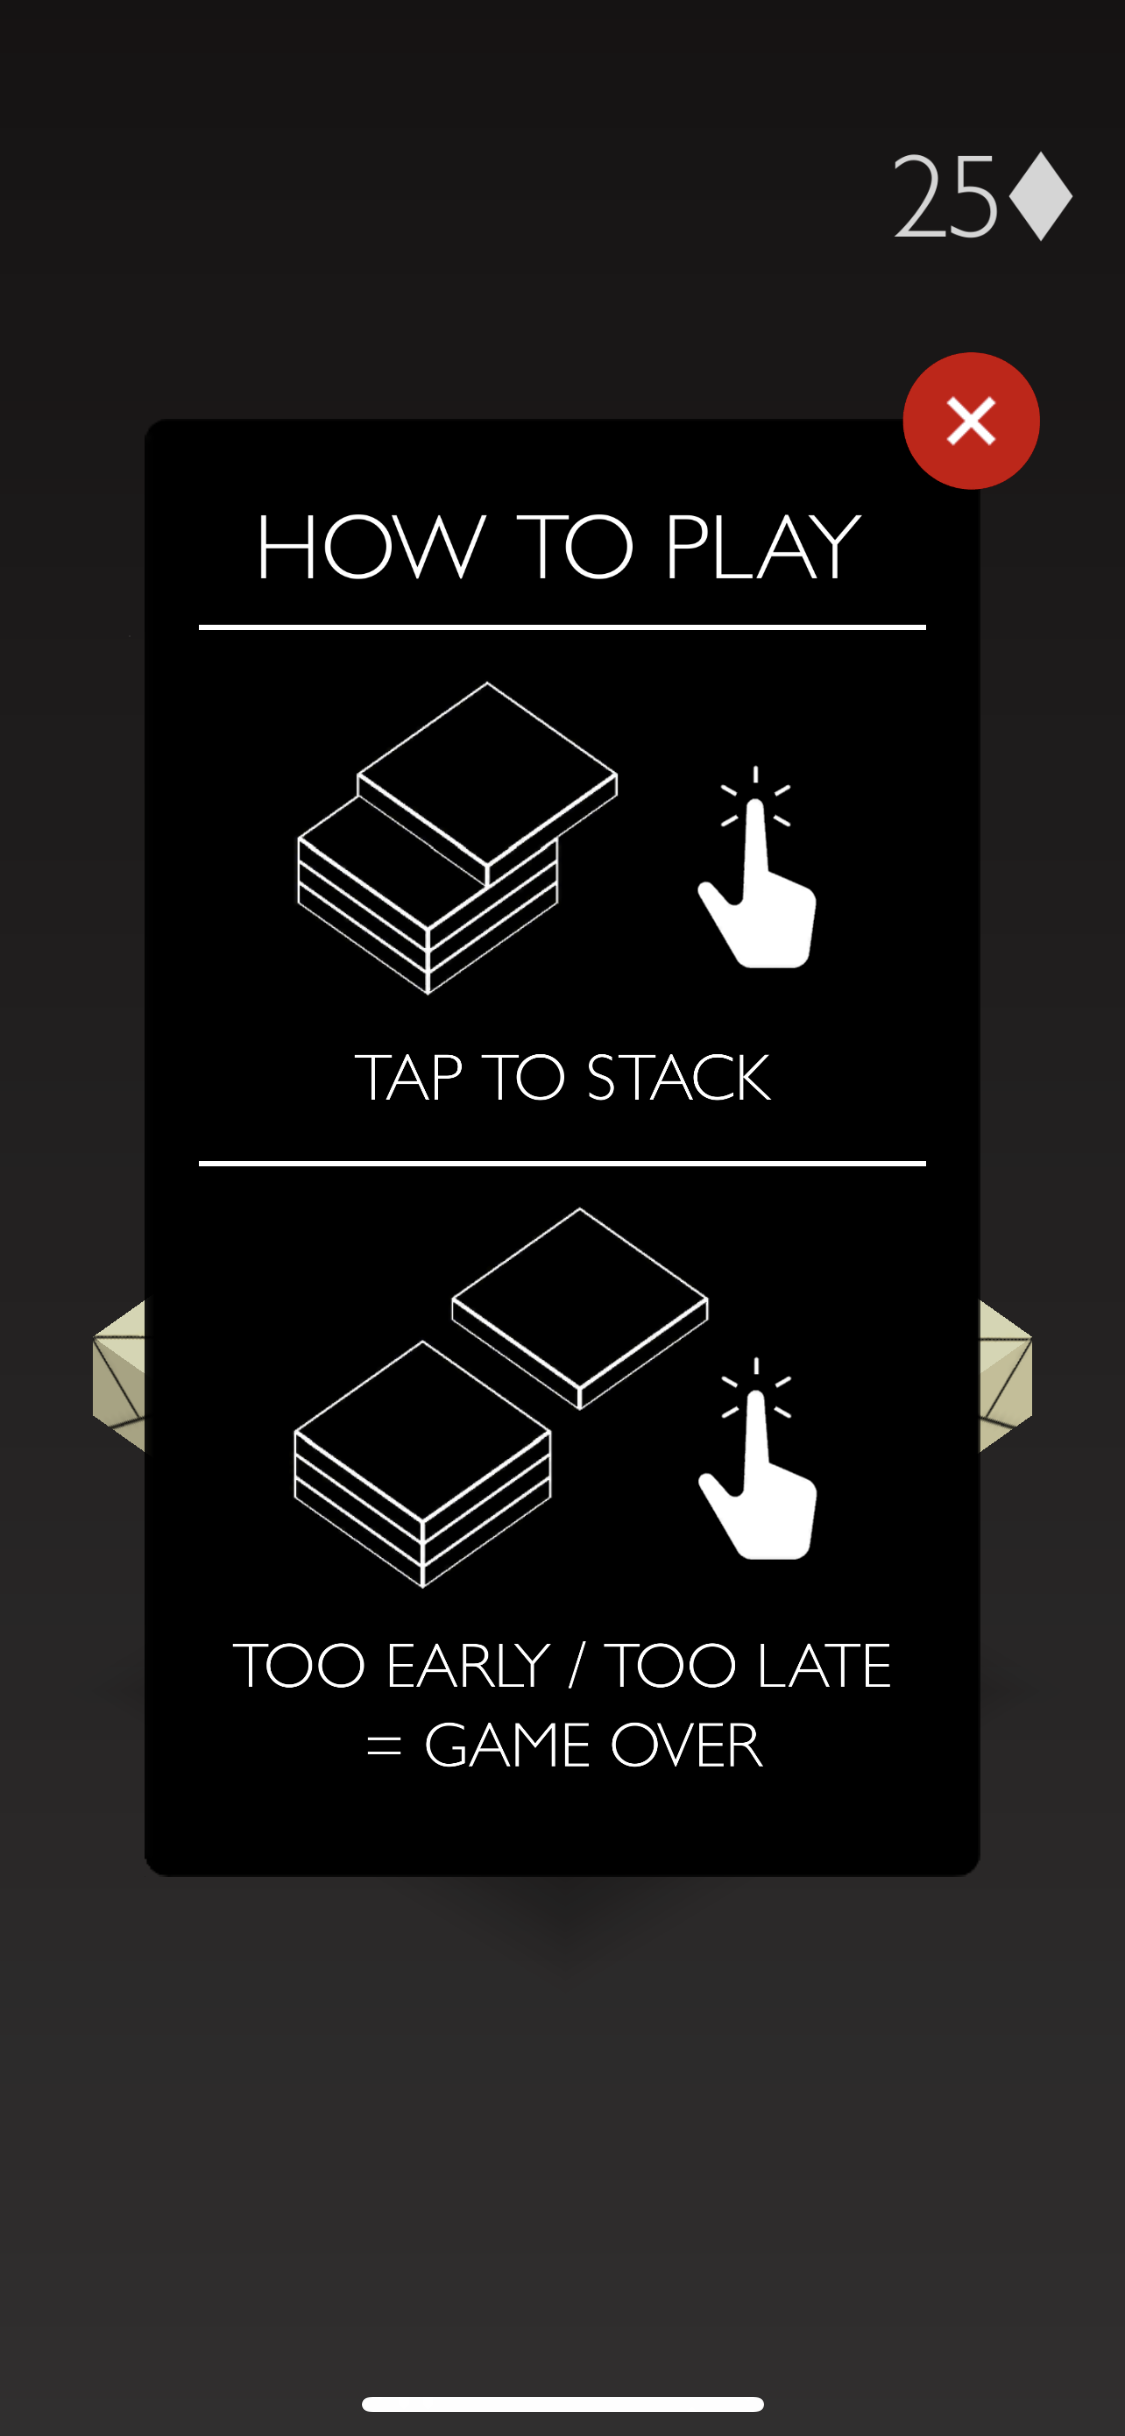 25
HOW TO PLAY
TAP TO STACK
TOO EARLY / TOO LATE
= GAME OVER